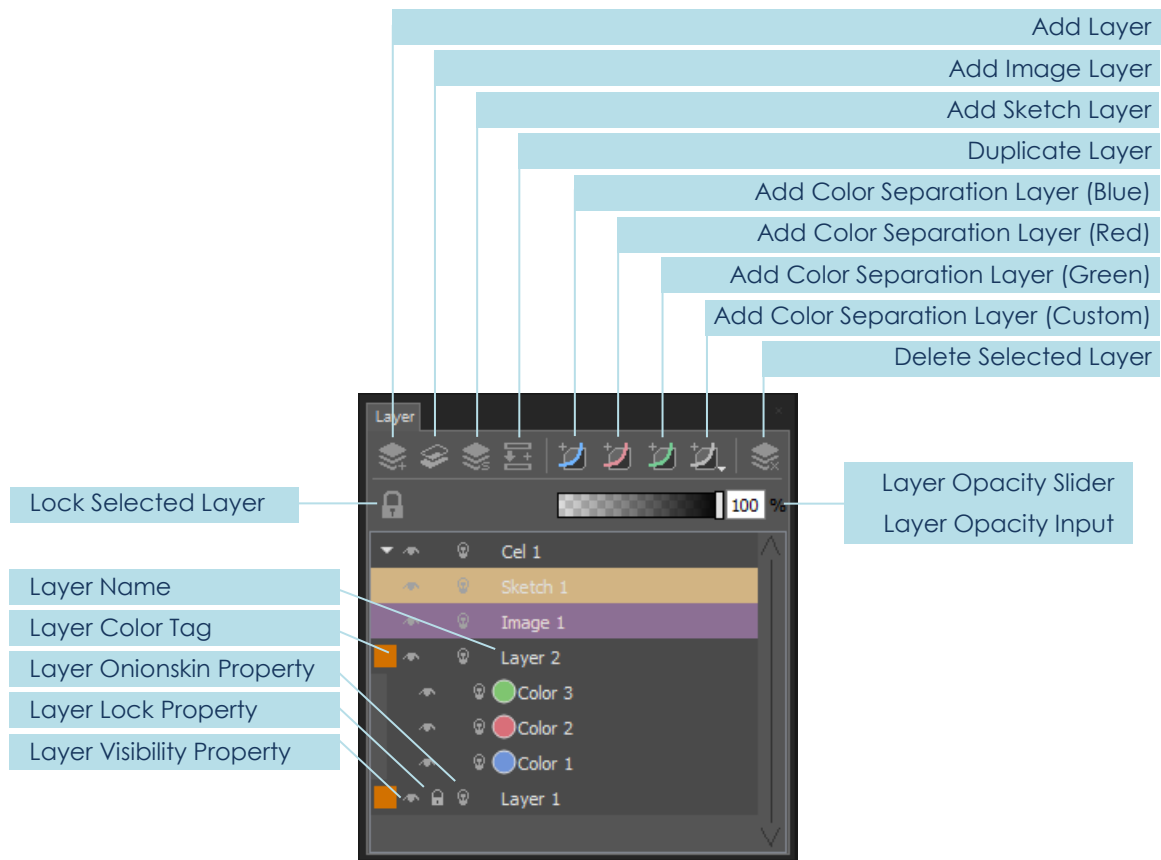 Add Layer
Add Image Layer
Add Sketch Layer
Duplicate Layer
Add Color Separation Layer (Blue)
Add Color Separation Layer (Red)
Add Color Separation Layer (Green)
Add Color Separation Layer (Custom)
Delete Selected Layer
Layer
Lock Selected Layer
100 %
Layer Opacity Slider
Layer Opacity Input
Cel 1
Sketch 1
Image 1
Layer 2
Color 3
Color 2
Color 1
Layer 1
Layer Name
Layer Color Tag
Layer Onionskin Property
Layer Lock Property
Layer Visibility Property